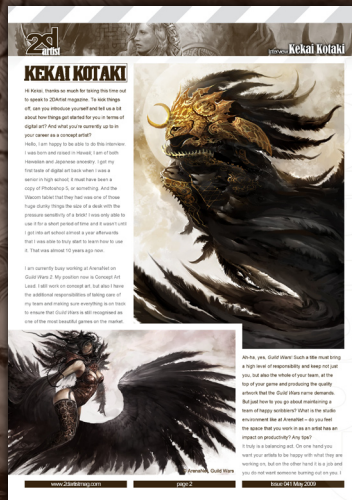 2d
artist
interview Kekai Kotaki
KEKAI KOTAKI
Hi Kekai, thanks so much for taking this time out
to speak to 2DArtist magazine. To kick things
off, can you introduce yourself and tell us a bit
about how things got started for you in terms of
digital art? And what you're currently up to in
your career as a concept artist?
Hello, I am happy to be able to do this interview.
I was born and raised in Hawaii. I am of both
Hawaiian and Japanese ancestry. I got my
first taste of digital art back when I was a
senior in high school; it must have been a
copy of Photoshop 5, or something. And the
Wacom tablet that they had was one of those
huge clunky things the size of a desk with the
pressure sensitivity of a brick! I was only able to
use it for a short period of time and it wasn't until
I got into art school almost a year afterwards
that I was able to truly start to learn how to use
it. That was almost 10 years ago now.
I am currently busy working at ArenaNet on
Guild Wars 2. My position now is Concept Art
Lead. I still work on concept art, but also I have
the additional responsibilities of taking care of
my team and making sure everything is on track
to ensure that Guild Wars is still recognised as
one of the most beautiful games on the market.
ArenaNet, Guild Wars
Ah-ha, yes, Guild Wars! Such a title must bring
a high level of responsibility and keep not just
you, but also the whole of your team, at the
top of your game and producing the quality
artwork that the Guild Wars name demands.
But just how do you go about maintaining a
team of happy scribblers? What is the studio
environment like at ArenaNet – do you feel
the space that you work in as an artist has an
impact on productivity? Any tips?
It truly is a balancing act. On one hand you
want your artists to be happy with what they are
working on, but on the other hand it is a job and
you do not want someone burning out on you. I
www.2dartistmag.com
page 2
Issue 041 May 2009